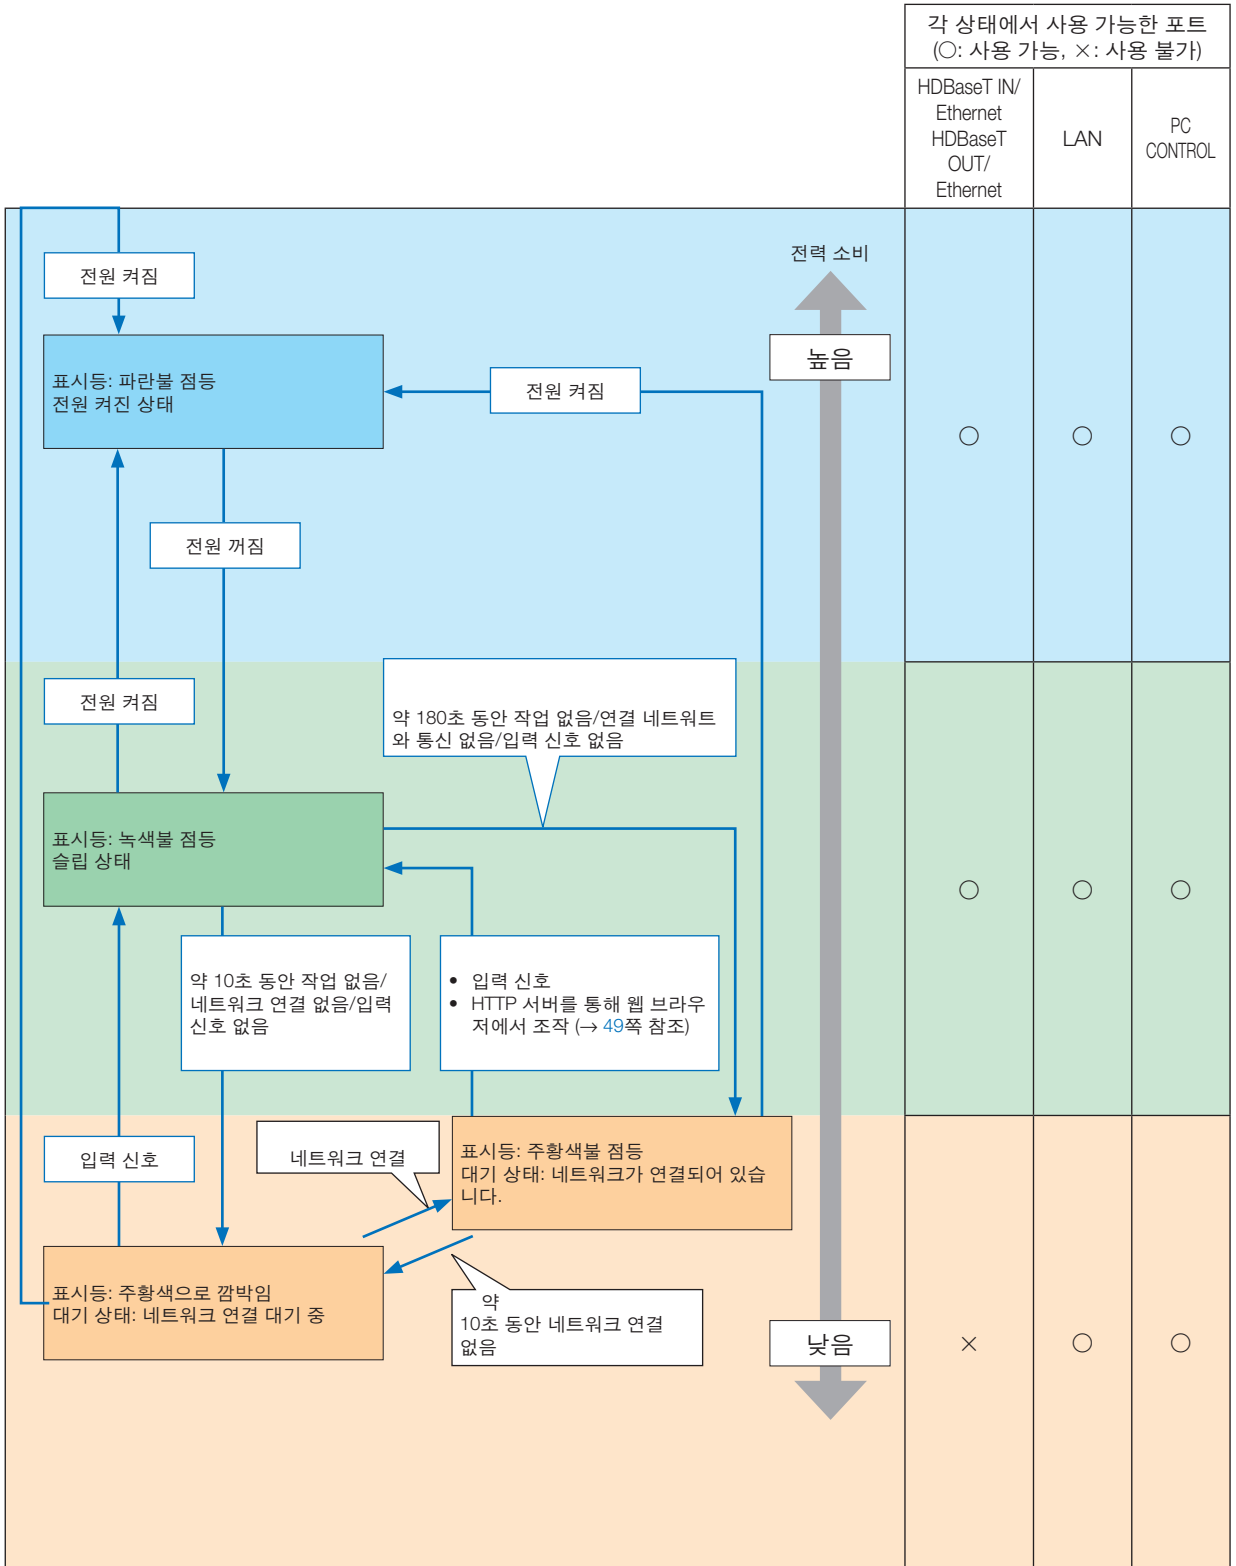 각 상태에서 사용 가능한 포트
(○: 사용 가능, ×: 사용 불가)
HDBaseT IN/
Ethernet
HDBaseT
OUT/
Ethernet
LAN
PC
CONTROL
전력 소비
전원 켜짐
높음
표시등: 파란불 점등
전원 켜진 상태
전원 켜짐
○ ○ ○
전원 꺼짐
전원 켜짐
약 180초 동안 작업 없음/연결 네트워트
와 통신 없음/입력 신호 없음
표시등: 녹색불 점등
슬립 상태
○ ○ ○
약 10초 동안 작업 없음/
네트워크 연결 없음/입력
신호 없음
• 입력 신호
• HTTP 서버를 통해 웹 브라우
저에서 조작 (→ 49쪽 참조)
입력 신호
네트워크 연결
표시등: 주황색불 점등
대기 상태: 네트워크가 연결되어 있습
니다.
표시등: 주황색으로 깜박임
대기 상태: 네트워크 연결 대기 중
약
10초 동안 네트워크 연결
없음
낮음
× ○ ○